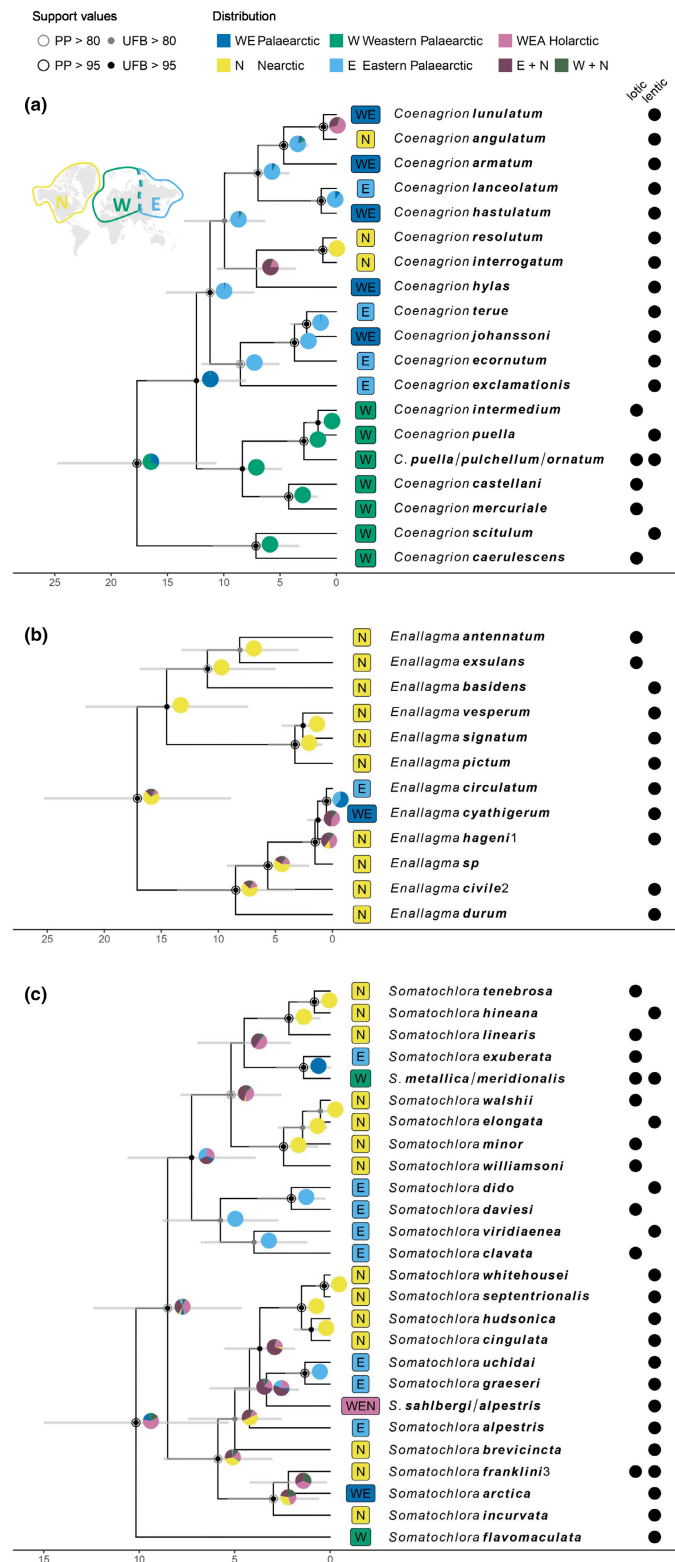 Support values Distribution
PP > 80 UFB > 80 WE Palaearctic W Weastern Palaearctic WEA Holarctic
PP > 95 UFB > 95 N Nearctic E Eastern Palaearctic E + N W + N
lotic lentic
(a)
N W E
WE Coenagrion lunulatum
N Coenagrion angulatum
WE Coenagrion armatum
E Coenagrion lanceolatum
WE Coenagrion hastulatum
N Coenagrion resolutum
N Coenagrion interrogatum
WE Coenagrion hylas
E Coenagrion terue
WE Coenagrion johanssoni
E Coenagrion ecornutum
E Coenagrion exclamationis
W Coenagrion intermedium
W Coenagrion puella
W C. puella/pulchellum/ornatum
W Coenagrion castellani
W Coenagrion mercuriale
W Coenagrion scitulum
W Coenagrion caerulescens
25 20 15 10 5 0
(b)
N Enallagma antennatum
N Enallagma exsulans
N Enallagma basidens
N Enallagma vesperum
N Enallagma signatum
N Enallagma pictum
E Enallagma circulatum
WE Enallagma cyathigerum
N Enallagma hageni1
N Enallagma sp
N Enallagma civile2
N Enallagma durum
25 20 15 10 5 0
(c)
N Somatochlora tenebrosa
N Somatochlora hineana
N Somatochlora linearis
E Somatochlora exuberata
W S. metallica/meridionalis
N Somatochlora walshii
N Somatochlora elongata
N Somatochlora minor
N Somatochlora williamsoni
E Somatochlora dido
E Somatochlora daviesi
E Somatochlora viridiaenea
E Somatochlora clavata
N Somatochlora whitehousei
N Somatochlora septentrionalis
N Somatochlora hudsonica
N Somatochlora cingulata
E Somatochlora uchidai
E Somatochlora graeseri
WEN S. sahlbergi/alpestris
E Somatochlora alpestris
N Somatochlora brevicincta
N Somatochlora franklini3
WE Somatochlora arctica
N Somatochlora incurvata
W Somatochlora flavomaculata
15 10 5 0